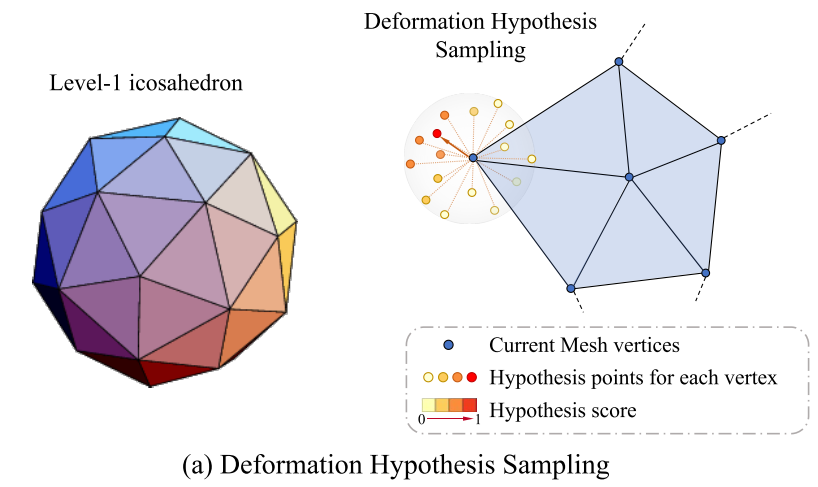 Deformation Hypothesis
Sampling
Level-1 icosahedron
Current Mesh vertices
Hypothesis points for each vertex
Hypothesis score
0 1
(a) Deformation Hypothesis Sampling